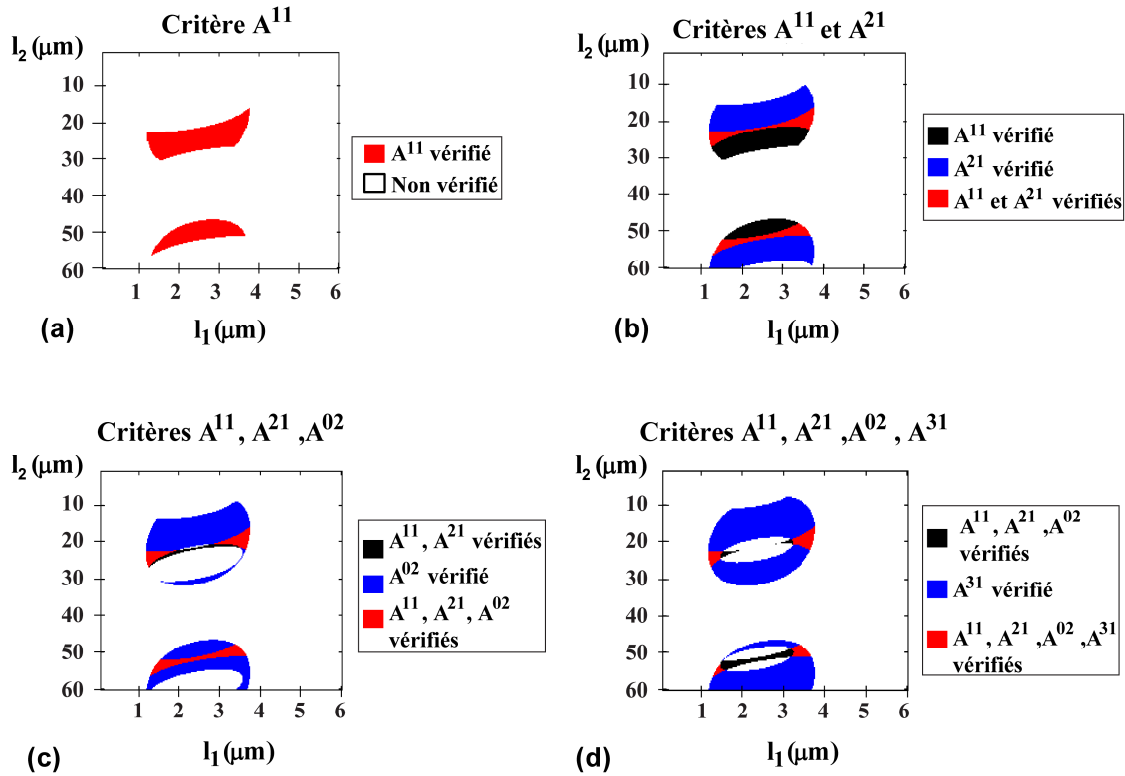 Critère A¹¹
l₂ (μm)
10
20
30
40
50
60
1 2 3 4 5 6
l₁ (μm)
(a)
A¹¹ vérifié
Non vérifié
Critères A¹¹ et A²¹
l₂ (μm)
10
20
30
40
50
60
1 2 3 4 5 6
l₁ (μm)
(b)
A¹¹ vérifié
A²¹ vérifié
A¹¹ et A²¹ vérifiés
Critères A¹¹, A²¹ ,A⁰²
l₂ (μm)
10
20
30
40
50
60
1 2 3 4 5 6
l₁ (μm)
(c)
A¹¹, A²¹ vérifiés
A⁰² vérifié
A¹¹, A²¹, A⁰²
vérifiés
Critères A¹¹, A²¹ ,A⁰² , A³¹
l₂ (μm)
10
20
30
40
50
60
1 2 3 4 5 6
l₁ (μm)
(d)
A¹¹, A²¹ ,A⁰²
vérifiés
A³¹ vérifié
A¹¹, A²¹ ,A⁰² ,A³¹
vérifiés